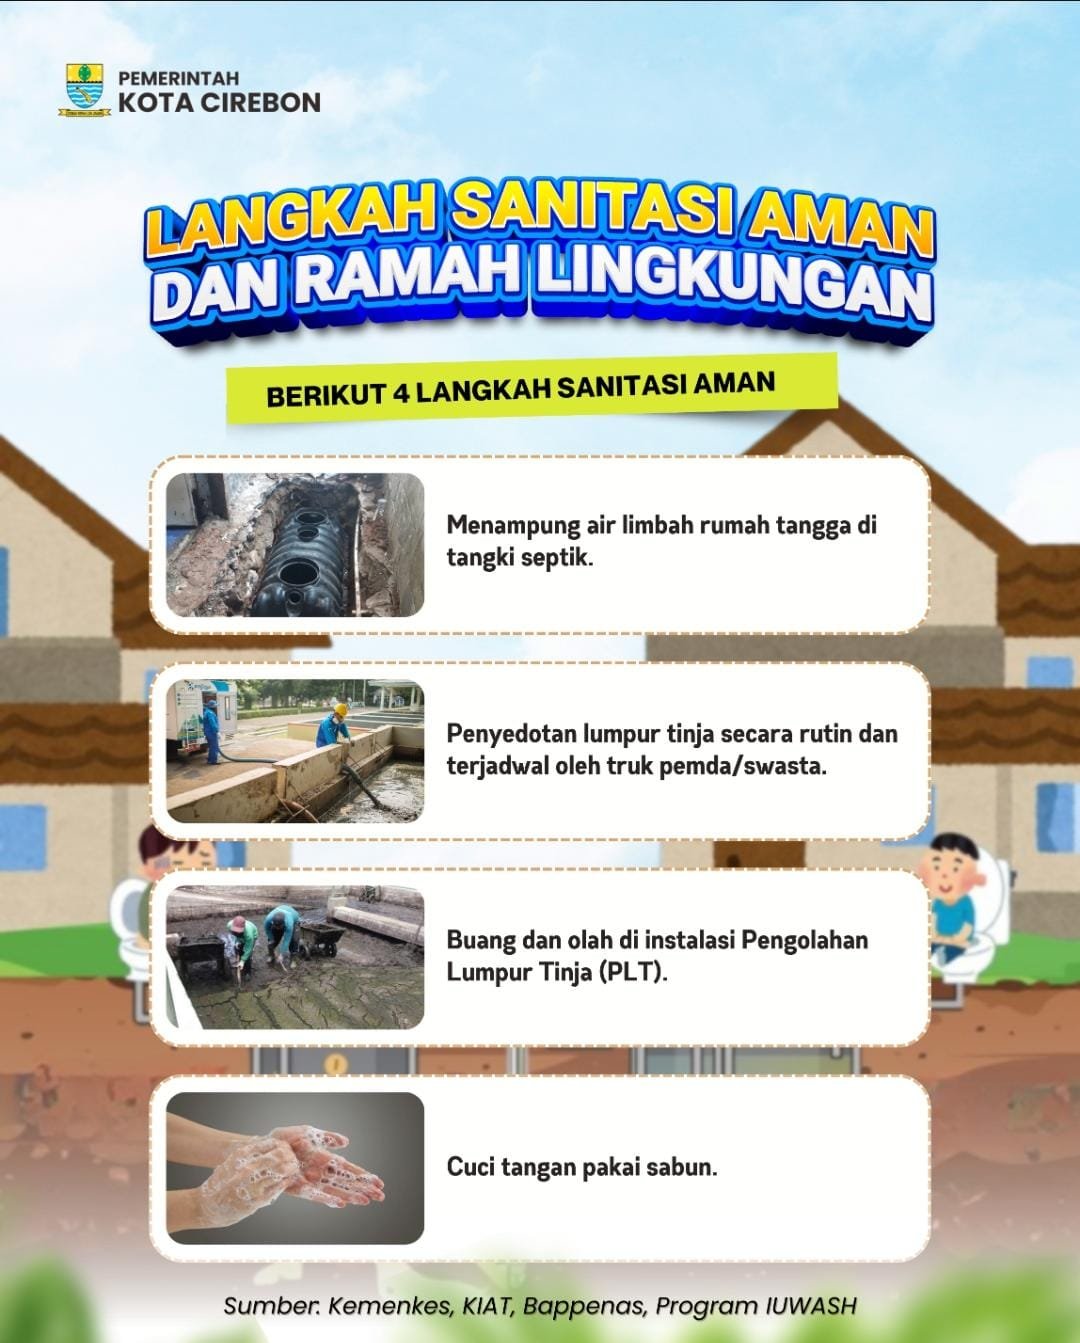 PEMERINTAH
KOTA CIREBON
LANGKAH SANITASI AMAN
DAN RAMAH LINGKUNGAN
BERIKUT 4 LANGKAH SANITASI AMAN
Menampung air limbah rumah tangga di
tangki septik.
Penyedotan lumpur tinja secara rutin dan
terjadwal oleh truk pemda/swasta.
Buang dan olah di instalasi Pengolahan
Lumpur Tinja (PLT).
Cuci tangan pakai sabun.
Sumber: Kemenkes, KIAT, Bappenas, Program IUWASH